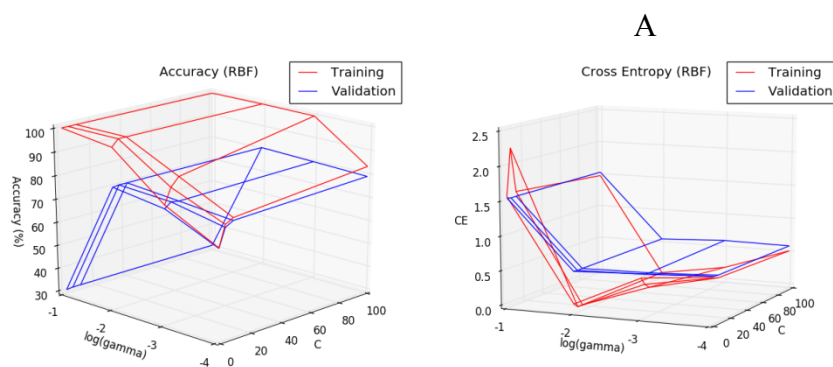 A
Accuracy (RBF)
Training
Validation
100
90
80
70
60
50
40
30
Accuracy (%)
-1
-2
-3
-4
log(gamma)
0
20
40
60
80
100
C
Cross Entropy (RBF)
Training
Validation
2.5
2.0
1.5
1.0
0.5
0.0
CE
-1
-2
-3
-4
log(gamma)
0
20
40
60
80
100
C